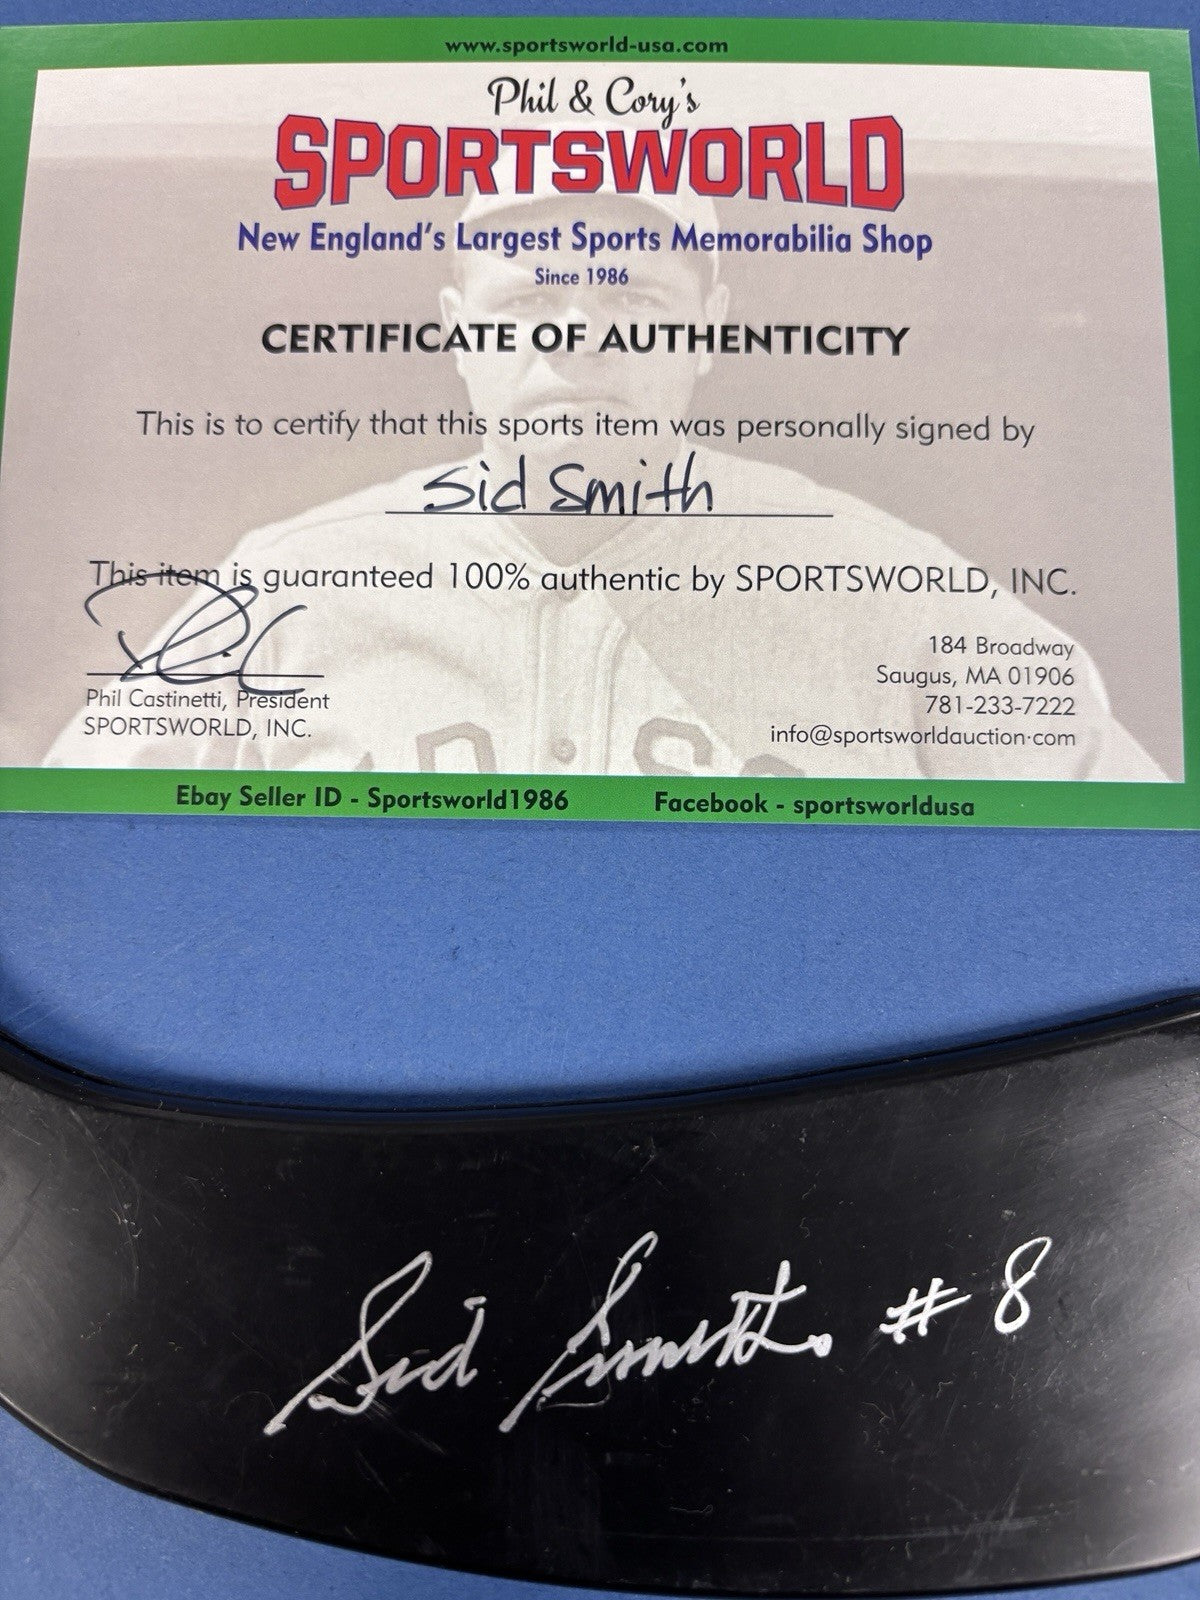 www.sportsworld-usa.com
Phil & Cory's
SPORTSWORLD
New England's Largest Sports Memorabilia Shop
Since 1986
CERTIFICATE OF AUTHENTICITY
This is to certify that this sports item was personally signed by
Sid Smith
This item is guaranteed 100% authentic by SPORTSWORLD, INC.
Phil Castinetti, President
SPORTSWORLD, INC.
184 Broadway
Saugus, MA 01906
781-233-7222
info@sportsworldauction·com
Ebay Seller ID - Sportsworld1986
Facebook - sportsworldusa
Sid Smith. #8